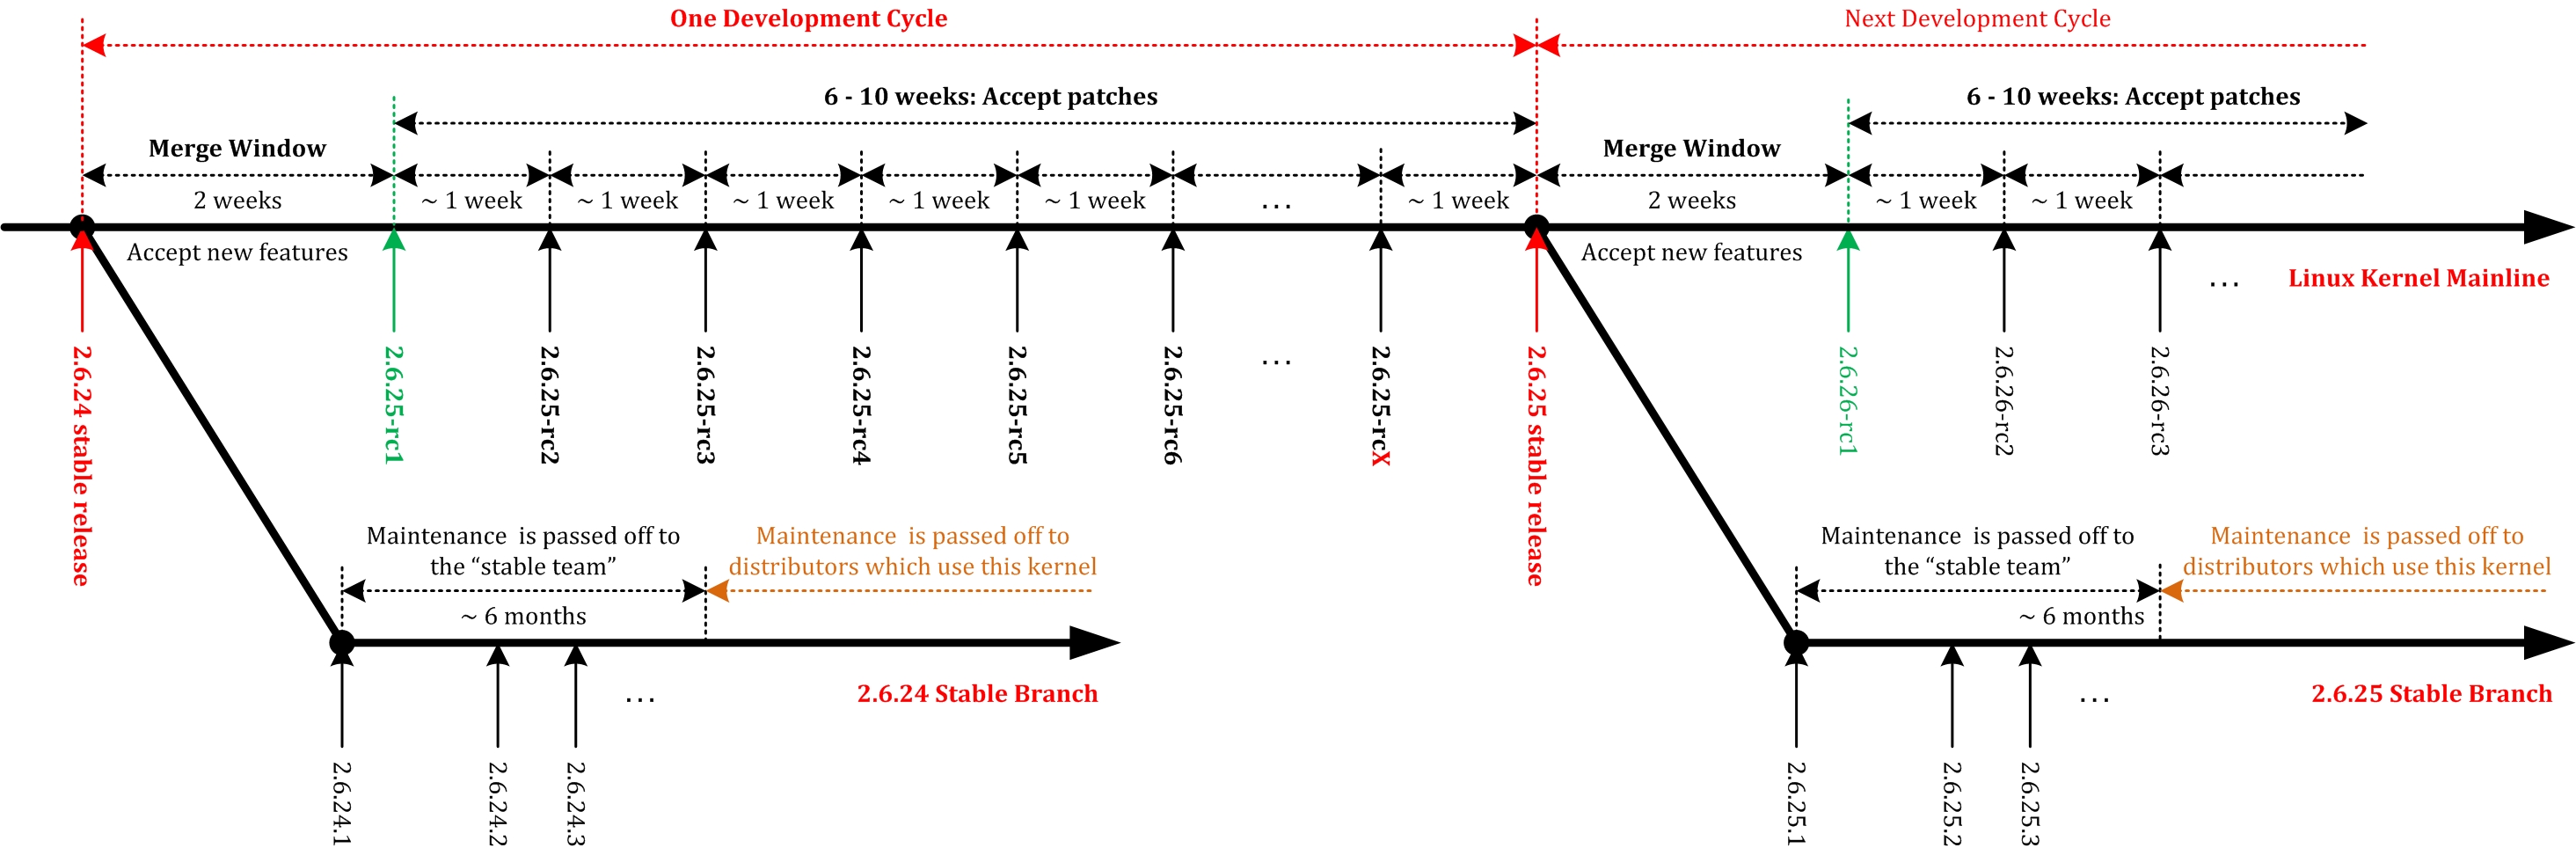 One Development Cycle
Next Development Cycle
6 - 10 weeks: Accept patches
6 - 10 weeks: Accept patches
Merge Window
Merge Window
2 weeks
~ 1 week
~ 1 week
~ 1 week
~ 1 week
~ 1 week
...
~ 1 week
2 weeks
~ 1 week
~ 1 week
Accept new features
Accept new features
...
Linux Kernel Mainline
2.6.24 stable release
2.6.25-rc1
2.6.25-rc2
2.6.25-rc3
2.6.25-rc4
2.6.25-rc5
2.6.25-rc6
...
2.6.25-rcX
2.6.25 stable release
2.6.26-rc1
2.6.26-rc2
2.6.26-rc3
Maintenance  is passed off to
the “stable team”
Maintenance  is passed off to
distributors which use this kernel
~ 6 months
Maintenance  is passed off to
the “stable team”
Maintenance  is passed off to
distributors which use this kernel
~ 6 months
2.6.24 Stable Branch
...
2.6.25 Stable Branch
...
2.6.24.1
2.6.24.2
2.6.24.3
2.6.25.1
2.6.25.2
2.6.25.3